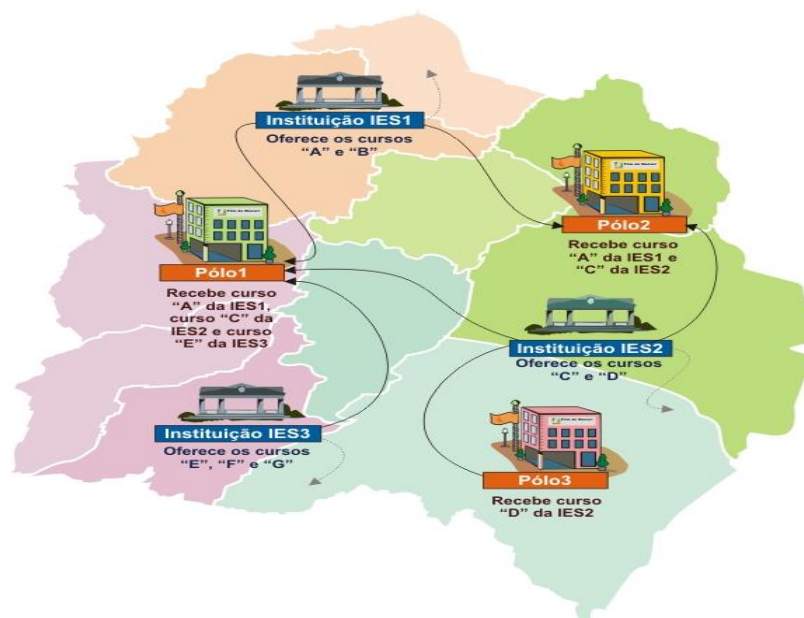 Instituição IES1
Oferece os cursos
“A” e “B”
Pólo2
Recebe curso
“A” da IES1 e
“C” da IES2
Pólo1
Recebe curso
“A” da IES1,
curso “C” da
IES2 e curso
“E” da IES3
Instituição IES2
Oferece os cursos
“C” e “D”
Instituição IES3
Oferece os cursos
“E”, “F” e “G”
Pólo3
Recebe curso
“D” da IES2